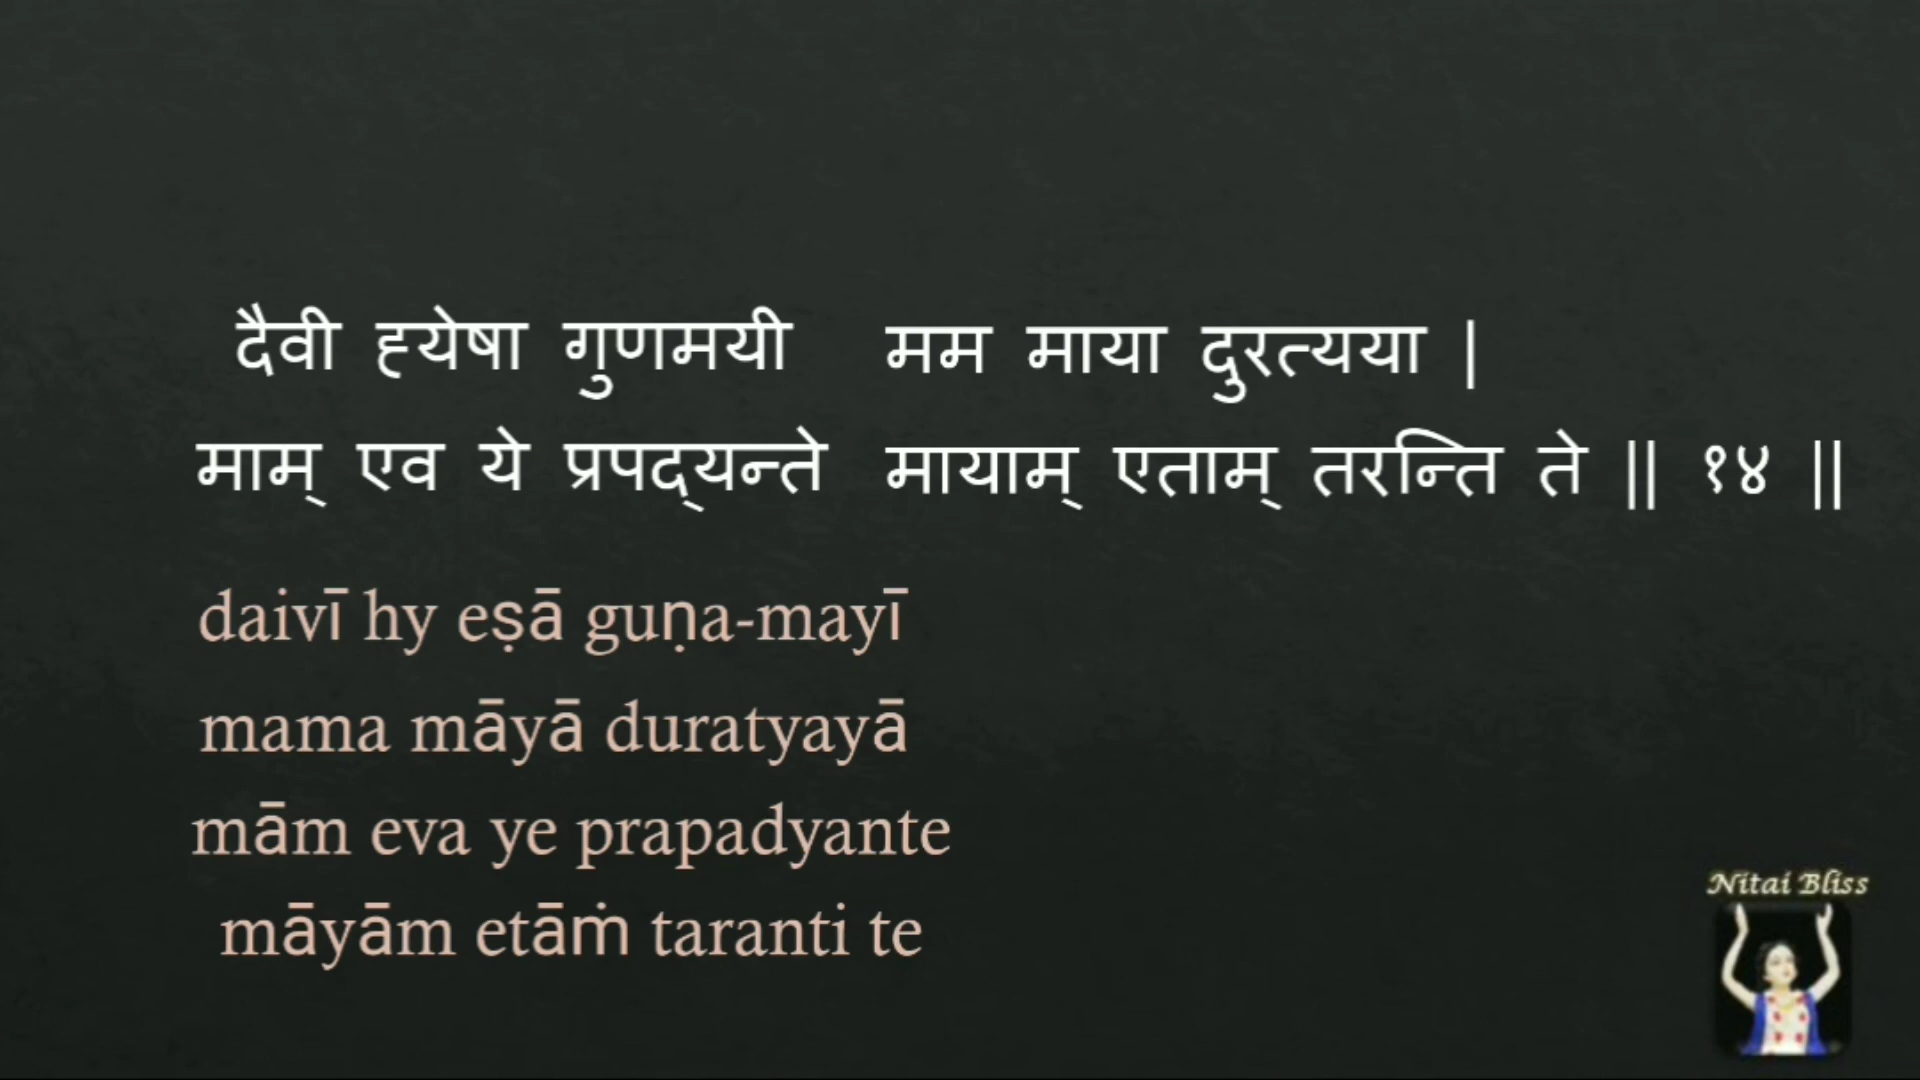 दैवी ह्येषा गुणमयी मम माया दुरत्यया |
माम् एव ये प्रपद्यन्ते मायाम् एताम् तरन्ति ते || १४ ||
daivī hy eṣā guṇa-mayī
mama māyā duratyayā
mām eva ye prapadyante
māyām etāṁ taranti te
Nitai Bliss